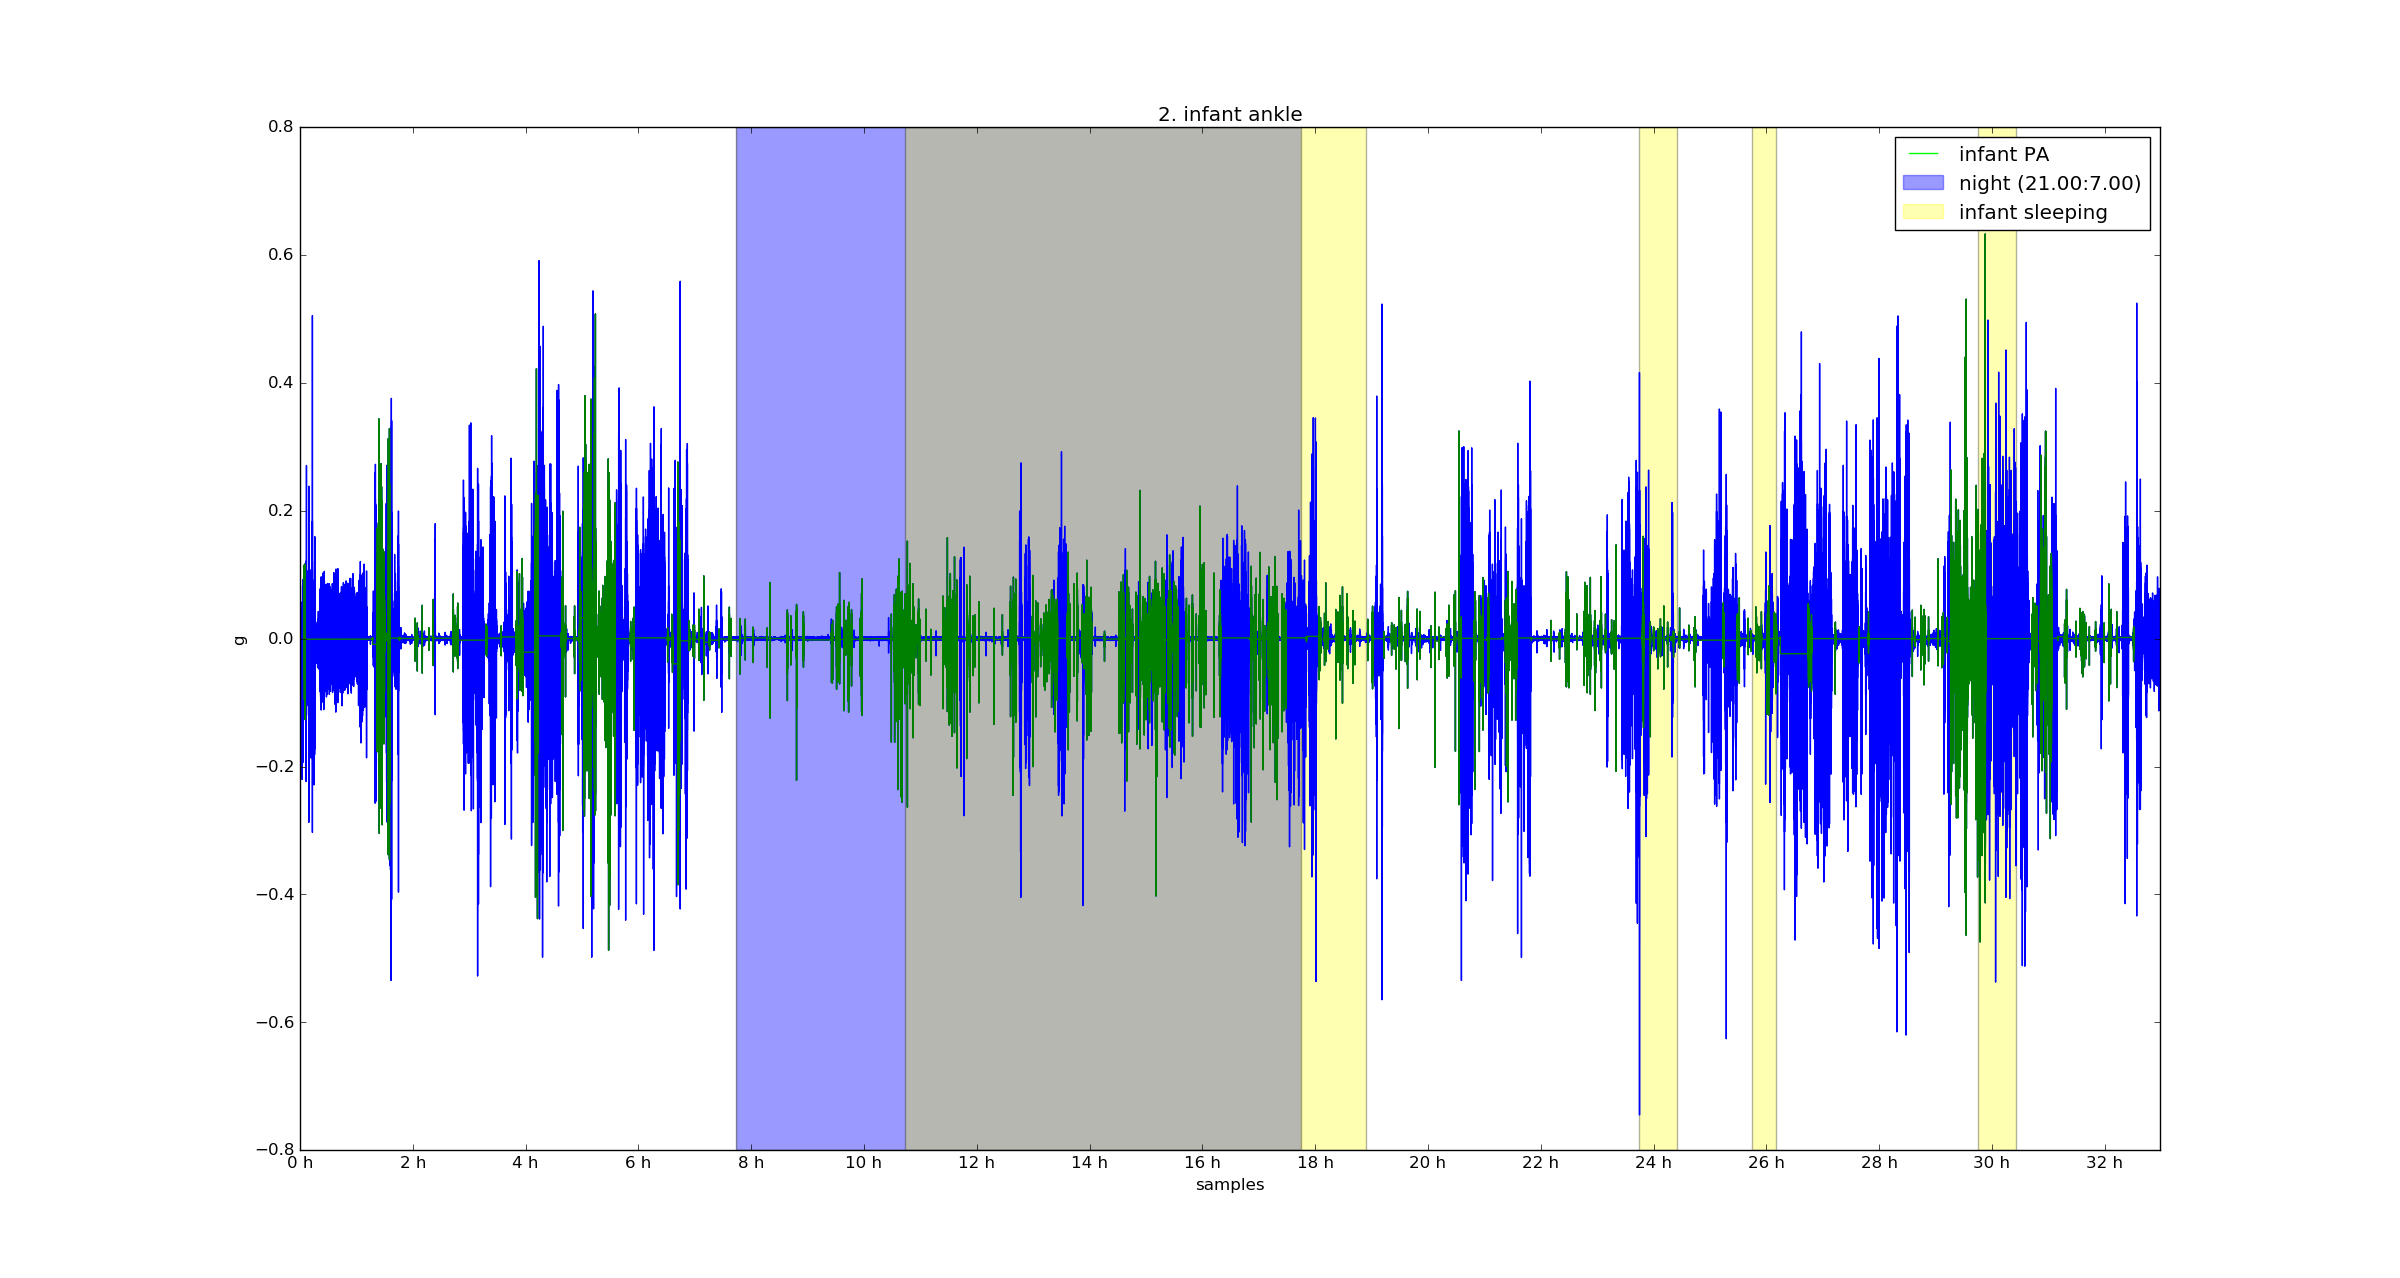 2. infant ankle
0.8
0.6
0.4
0.2
0.0
−0.2
−0.4
−0.6
−0.8
g
infant PA
night (21.00:7.00)
infant sleeping
0 h 2 h 4 h 6 h 8 h 10 h 12 h 14 h 16 h 18 h 20 h 22 h 24 h 26 h 28 h 30 h 32 h
samples